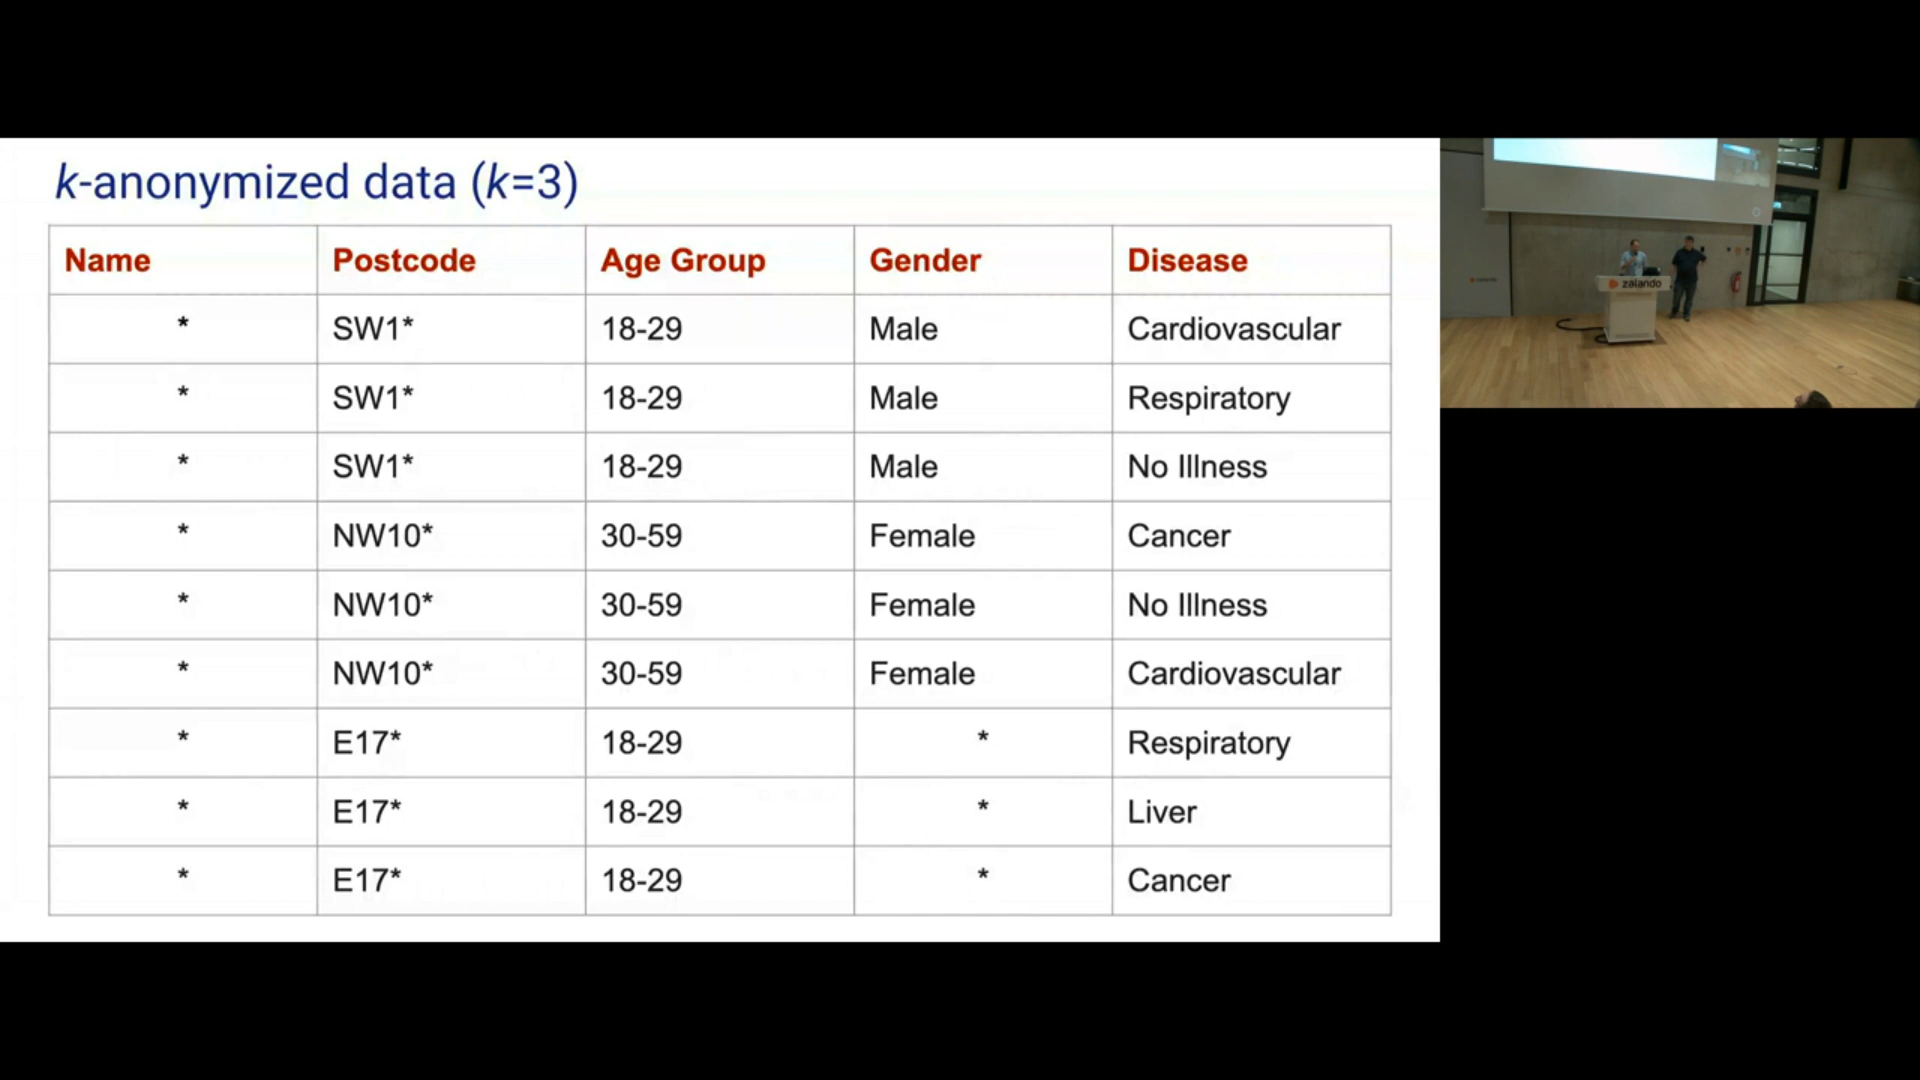 k-anonymized data (k=3)
Name Postcode Age Group Gender Disease
* SW1* 18-29 Male Cardiovascular
* SW1* 18-29 Male Respiratory
* SW1* 18-29 Male No Illness
* NW10* 30-59 Female Cancer
* NW10* 30-59 Female No Illness
* NW10* 30-59 Female Cardiovascular
* E17* 18-29 * Respiratory
* E17* 18-29 * Liver
* E17* 18-29 * Cancer
zalando